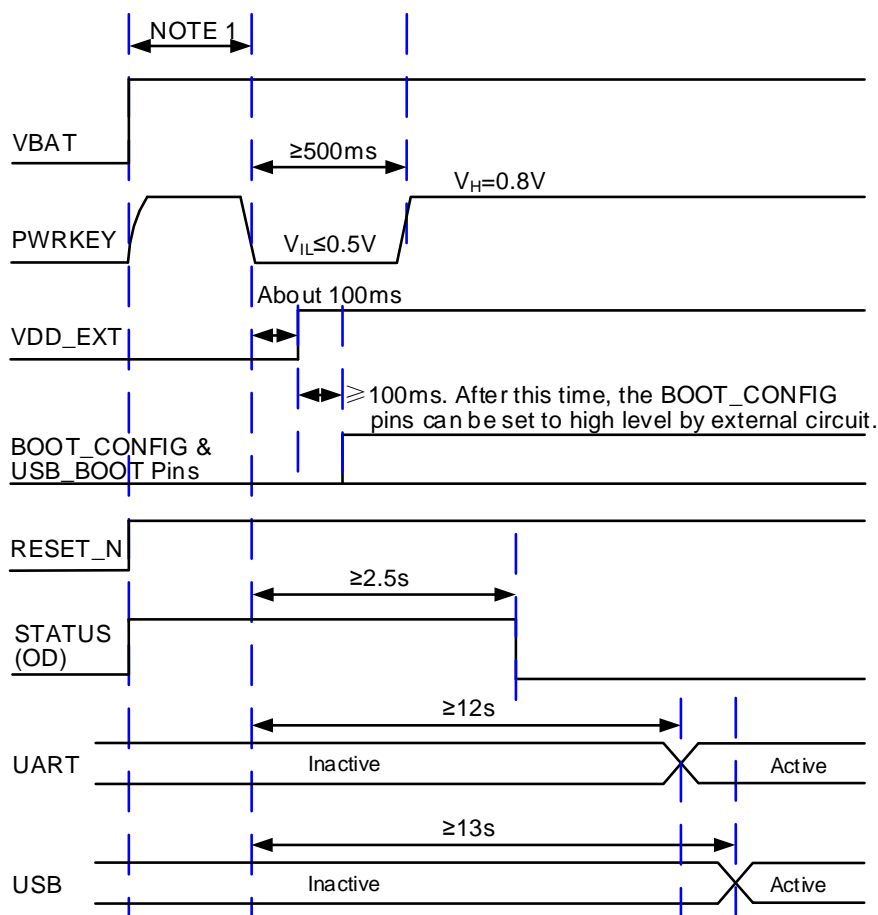 NOTE 1
VBAT
≥500ms
VH=0.8V
PWRKEY
VIL≤0.5V
About 100ms
VDD_EXT
≥100ms. After this time, the BOOT_CONFIG
pins can be set to high level by external circuit.
BOOT_CONFIG &
USB_BOOT Pins
RESET_N
≥2.5s
STATUS
(OD)
≥12s
UART
Inactive
Active
≥13s
USB
Inactive
Active